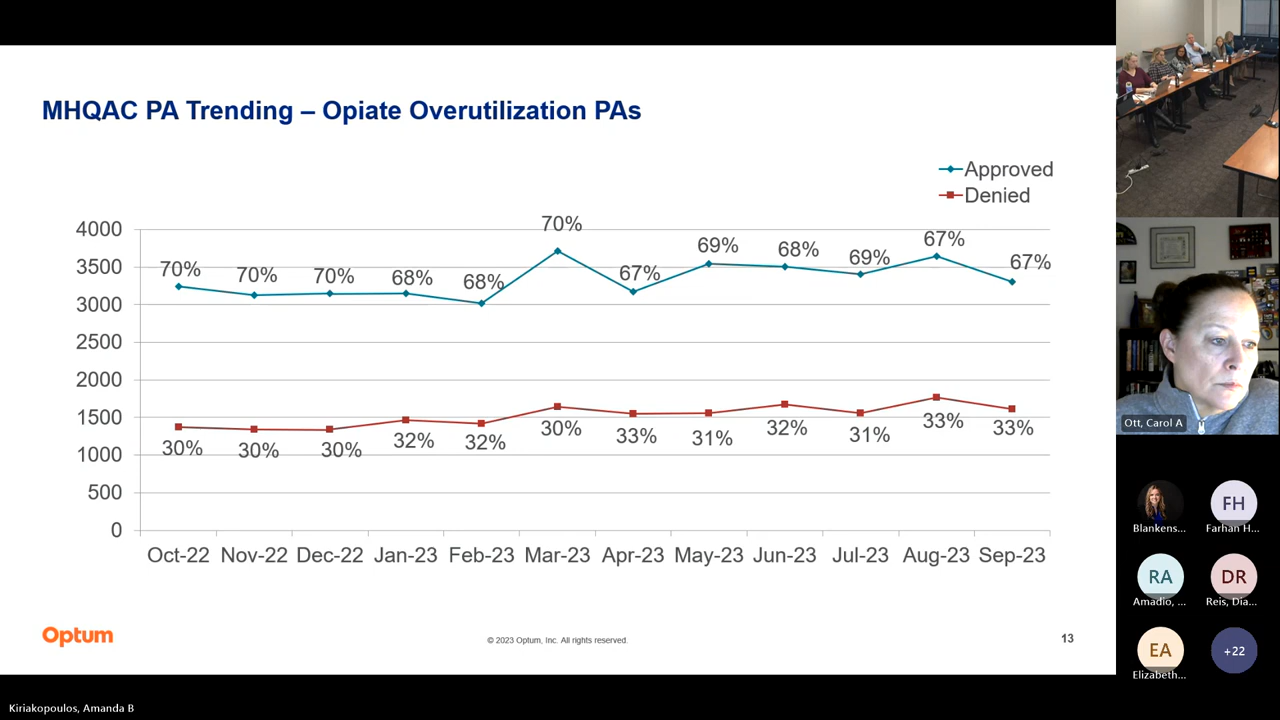 MHQAC PA Trending – Opiate Overutilization PAs
Approved
Denied
4000
3500
3000
2500
2000
1500
1000
500
0
70%
70%
70%
68%
68%
70%
67%
69%
68%
69%
67%
67%
30%
30%
30%
32%
32%
30%
33%
31%
32%
31%
33%
33%
Oct-22 Nov-22 Dec-22 Jan-23 Feb-23 Mar-23 Apr-23 May-23 Jun-23 Jul-23 Aug-23 Sep-23
Optum
© 2023 Optum, Inc. All rights reserved.
13
Ott, Carol A
Blankens...
FH
Farhan H...
RA
Amadio, ...
DR
Reis, Dia...
EA
Elizabeth...
+22
Kiriakopoulos, Amanda B